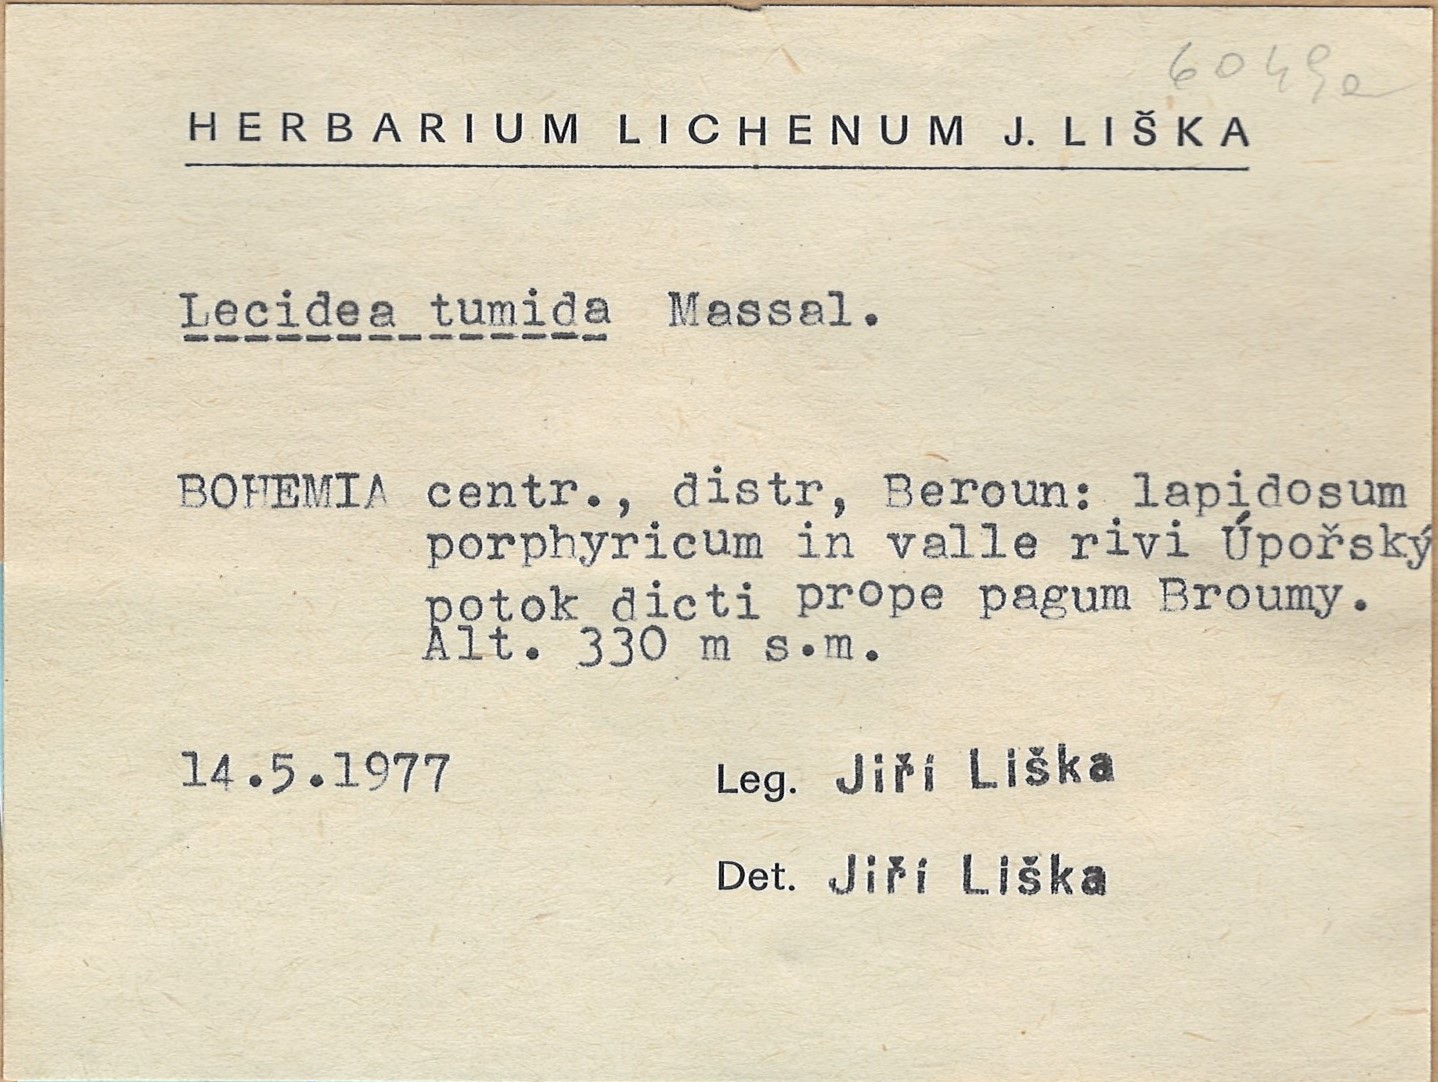 6049a
HERBARIUM LICHENUM J. LIŠKA
Lecidea tumida Massal.
BOHEMIA centr., distr, Beroun: lapidosum
porphyricum in valle rivi Úpořský
potok dicti prope pagum Broumy.
Alt. 330 m s.m.
14.5.1977 Leg. Jiří Liška
Det. Jiří Liška